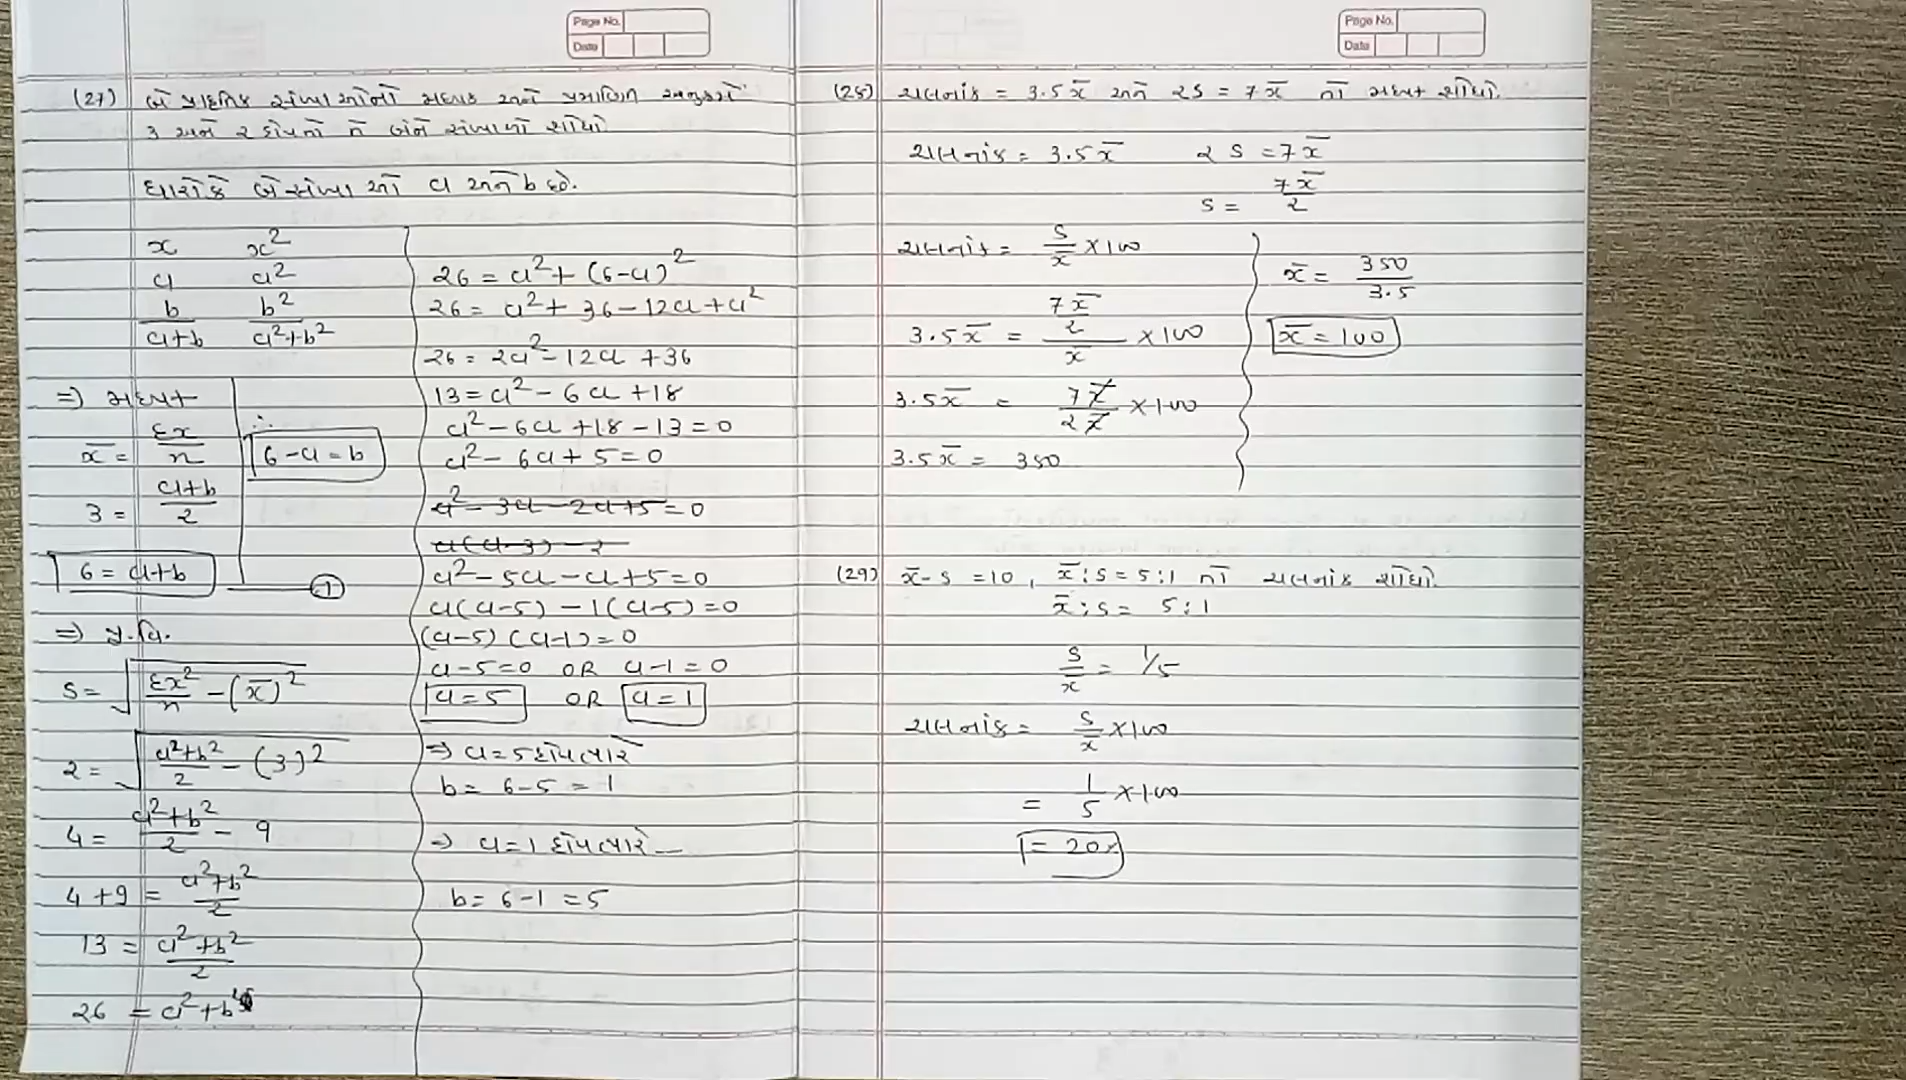 Page No.
Date
(27) બે પ્રાકૃતિક સંખ્યાઓનો મધ્યક અને પ્ર.વિ. અનુક્રમે
3 અને 2 હોય તો તે બંને સંખ્યાઓ શોધો.
ધારોકે બે સંખ્યાઓ a અને b છે.
x x²
a a²
b b²
a+b a²+b²
⇒ મધ્યક
x̄ = Σx/n
3 = (a+b)/2
6 = a+b ——①
∴ 6-a = b
⇒ પ્ર.વિ.
s = √(Σx²/n - (x̄)²)
2 = √((a²+b²)/2 - (3)²)
4 = (a²+b²)/2 - 9
4+9 = (a²+b²)/2
13 = (a²+b²)/2
26 = a²+b²
26 = a²+(6-a)²
26 = a²+36-12a+a²
26 = 2a²-12a+36
13 = a²-6a+18
a²-6a+18-13=0
a²-6a+5=0
a²-3a-2a+5=0
a(a-3)-2
a²-5a-a+5=0
a(a-5)-1(a-5)=0
(a-5)(a-1)=0
a-5=0 OR a-1=0
a=5 OR a=1
⇒ a=5 હોય ત્યારે
b= 6-5 = 1
⇒ a=1 હોય ત્યારે
b= 6-1 = 5
Page No.
Date
(28) ચલનાંક = 3.5x̄ અને 2s = 7x̄ તો મધ્યક શોધો.
ચલનાંક = 3.5x̄ 2s = 7x̄
s = 7x̄/2
ચલનાંક = s/x̄ × 100
3.5x̄ = (7x̄/2)/x̄ × 100
3.5x̄ = 7x̄/2x̄ × 100
3.5x̄ = 350
x̄ = 350/3.5
x̄ = 100
(29) x̄-s = 10, x̄:s = 5:1 તો ચલનાંક શોધો.
x̄:s = 5:1
s/x̄ = 1/5
ચલનાંક = s/x̄ × 100
= 1/5 × 100
= 20%